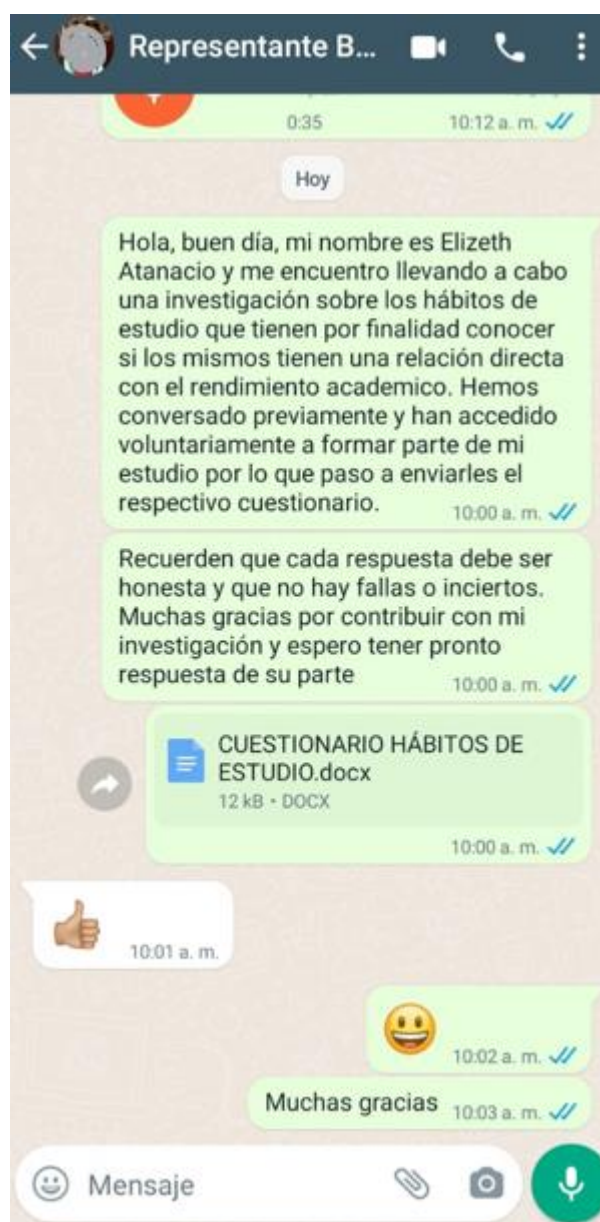 Representante B...
0:35 10:12 a. m.
Hoy
Hola, buen día, mi nombre es Elizeth
Atanacio y me encuentro llevando a cabo
una investigación sobre los hábitos de
estudio que tienen por finalidad conocer
si los mismos tienen una relación directa
con el rendimiento academico. Hemos
conversado previamente y han accedido
voluntariamente a formar parte de mi
estudio por lo que paso a enviarles el
respectivo cuestionario. 10:00 a. m.
Recuerden que cada respuesta debe ser
honesta y que no hay fallas o inciertos.
Muchas gracias por contribuir con mi
investigación y espero tener pronto
respuesta de su parte 10:00 a. m.
CUESTIONARIO HÁBITOS DE
ESTUDIO.docx
12 kB • DOCX
10:00 a. m.
10:01 a. m.
10:02 a. m.
Muchas gracias 10:03 a. m.
Mensaje